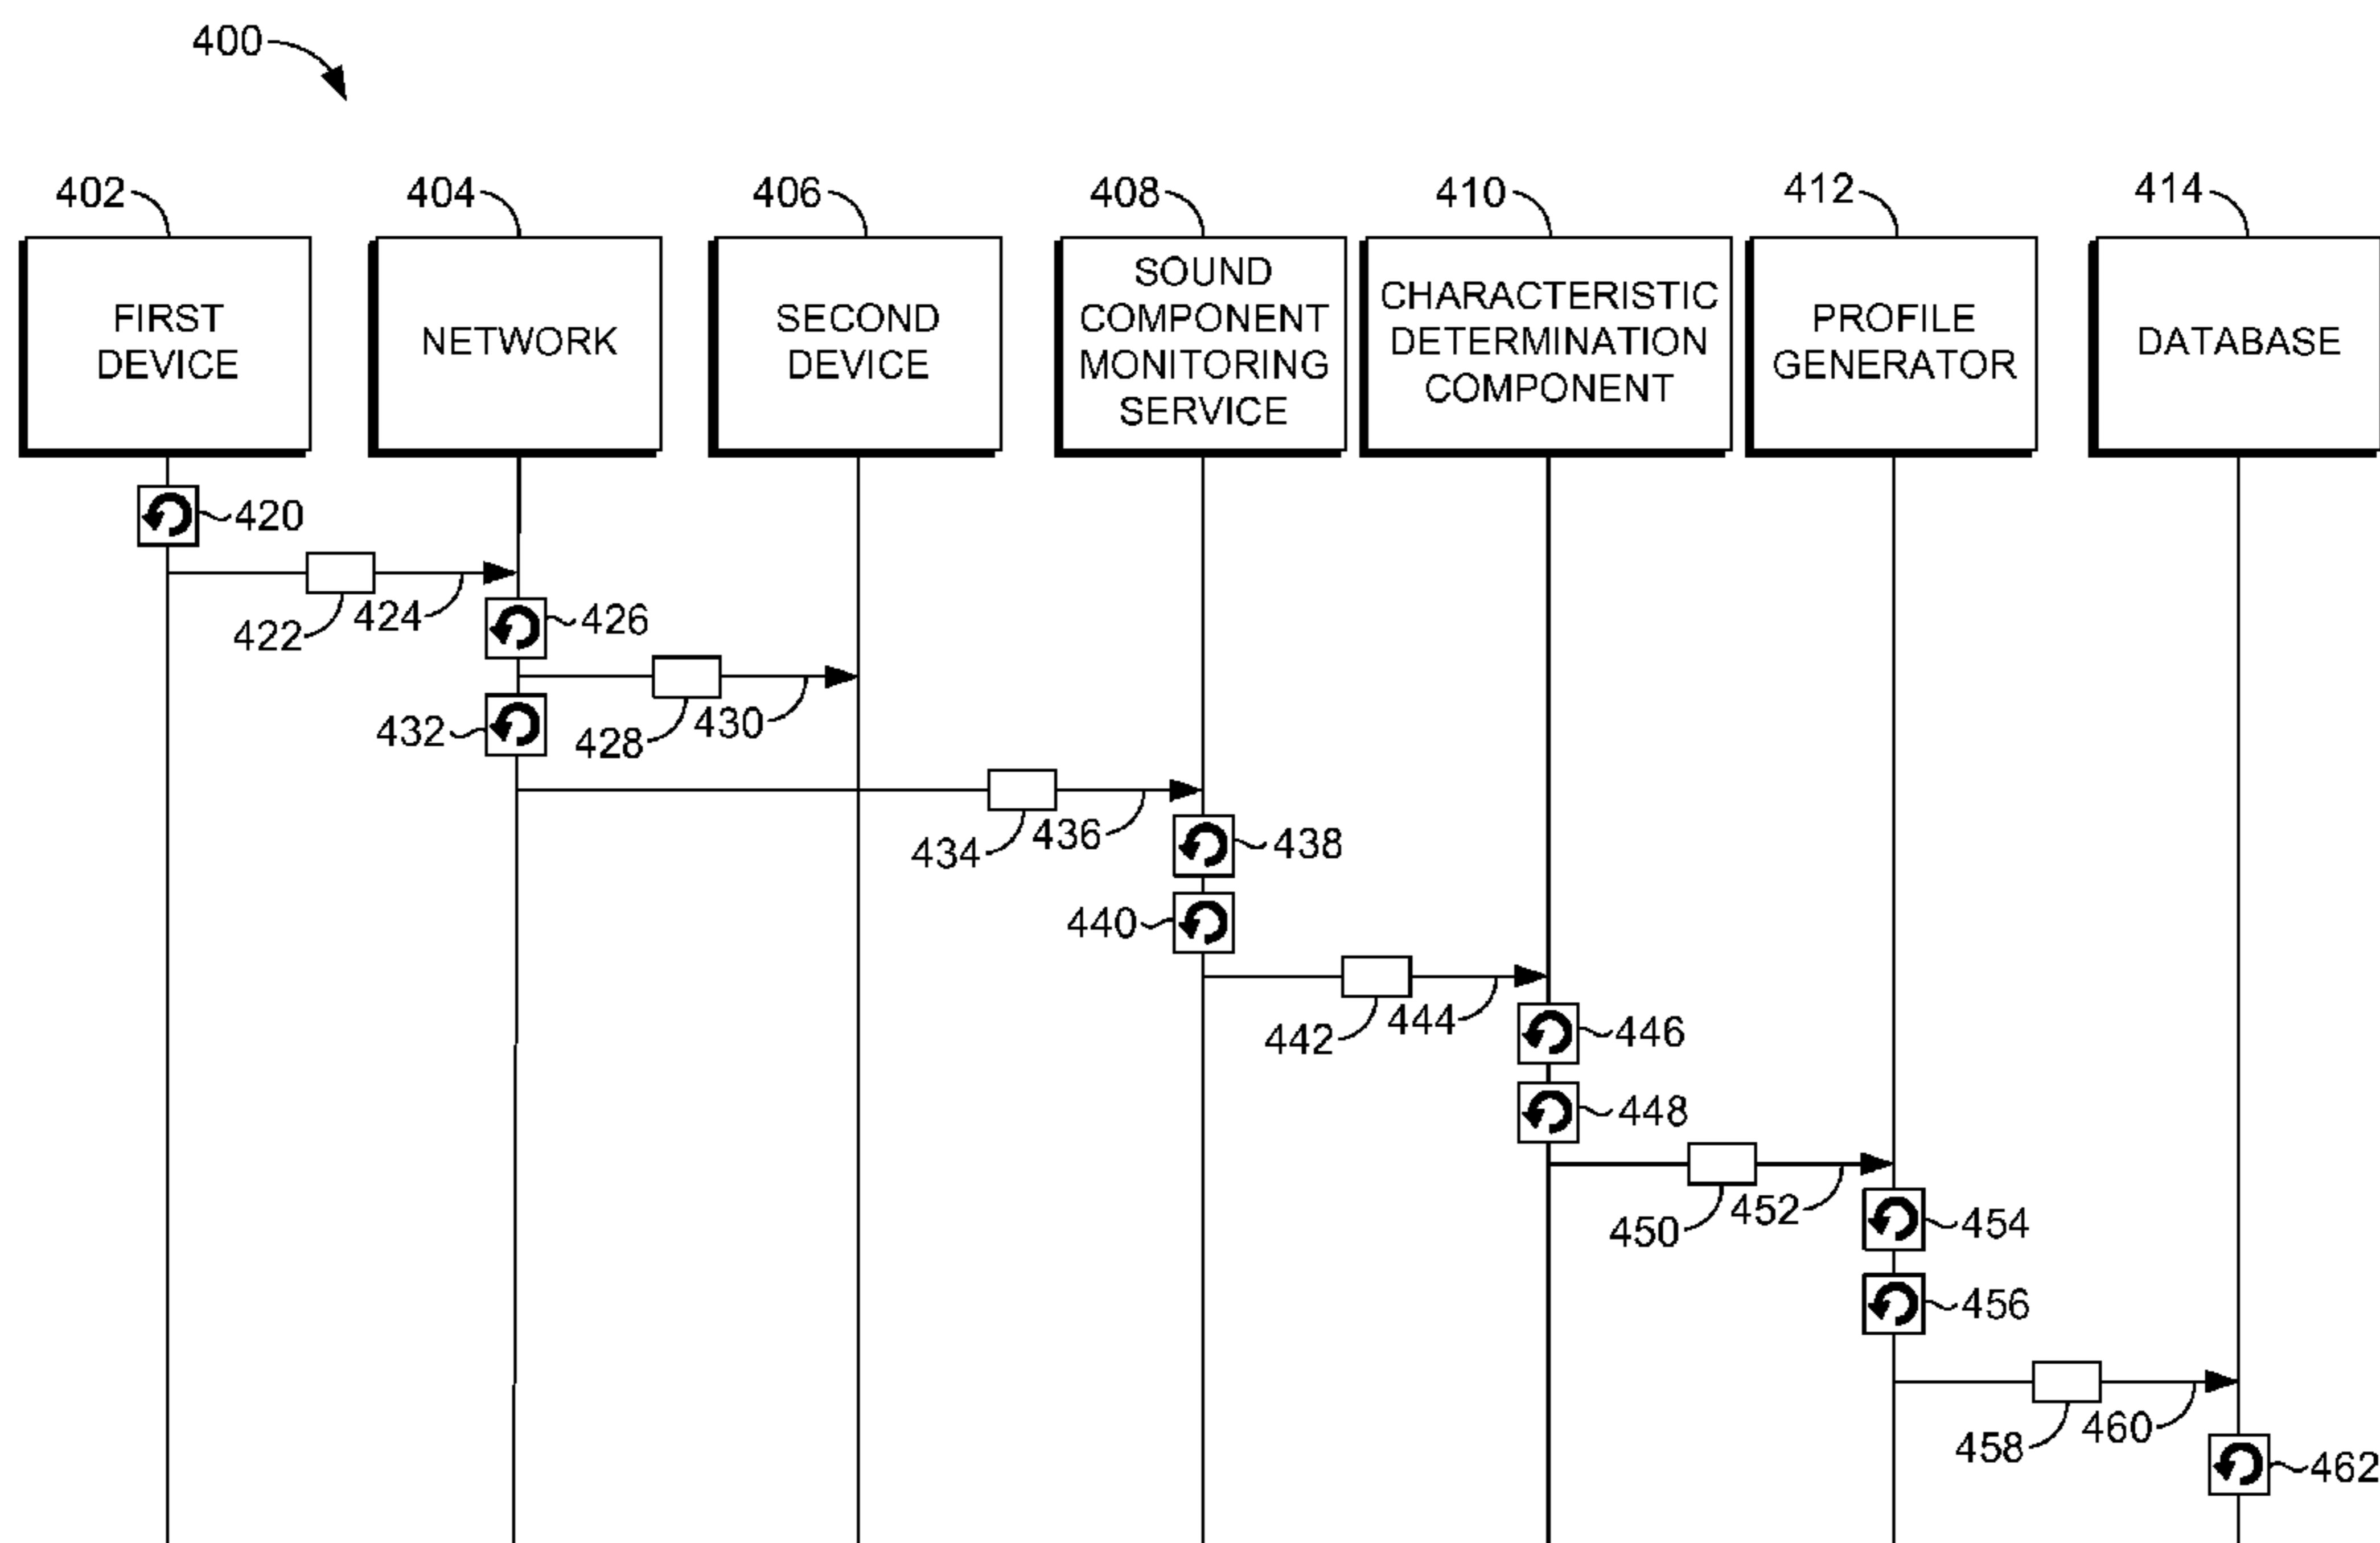 400
402
404
406
408
410
412
414
FIRST
DEVICE
NETWORK
SECOND
DEVICE
SOUND
COMPONENT
MONITORING
SERVICE
CHARACTERISTIC
DETERMINATION
COMPONENT
PROFILE
GENERATOR
DATABASE
420
422
424
426
428
430
432
434
436
438
440
442
444
446
448
450
452
454
456
458
460
462